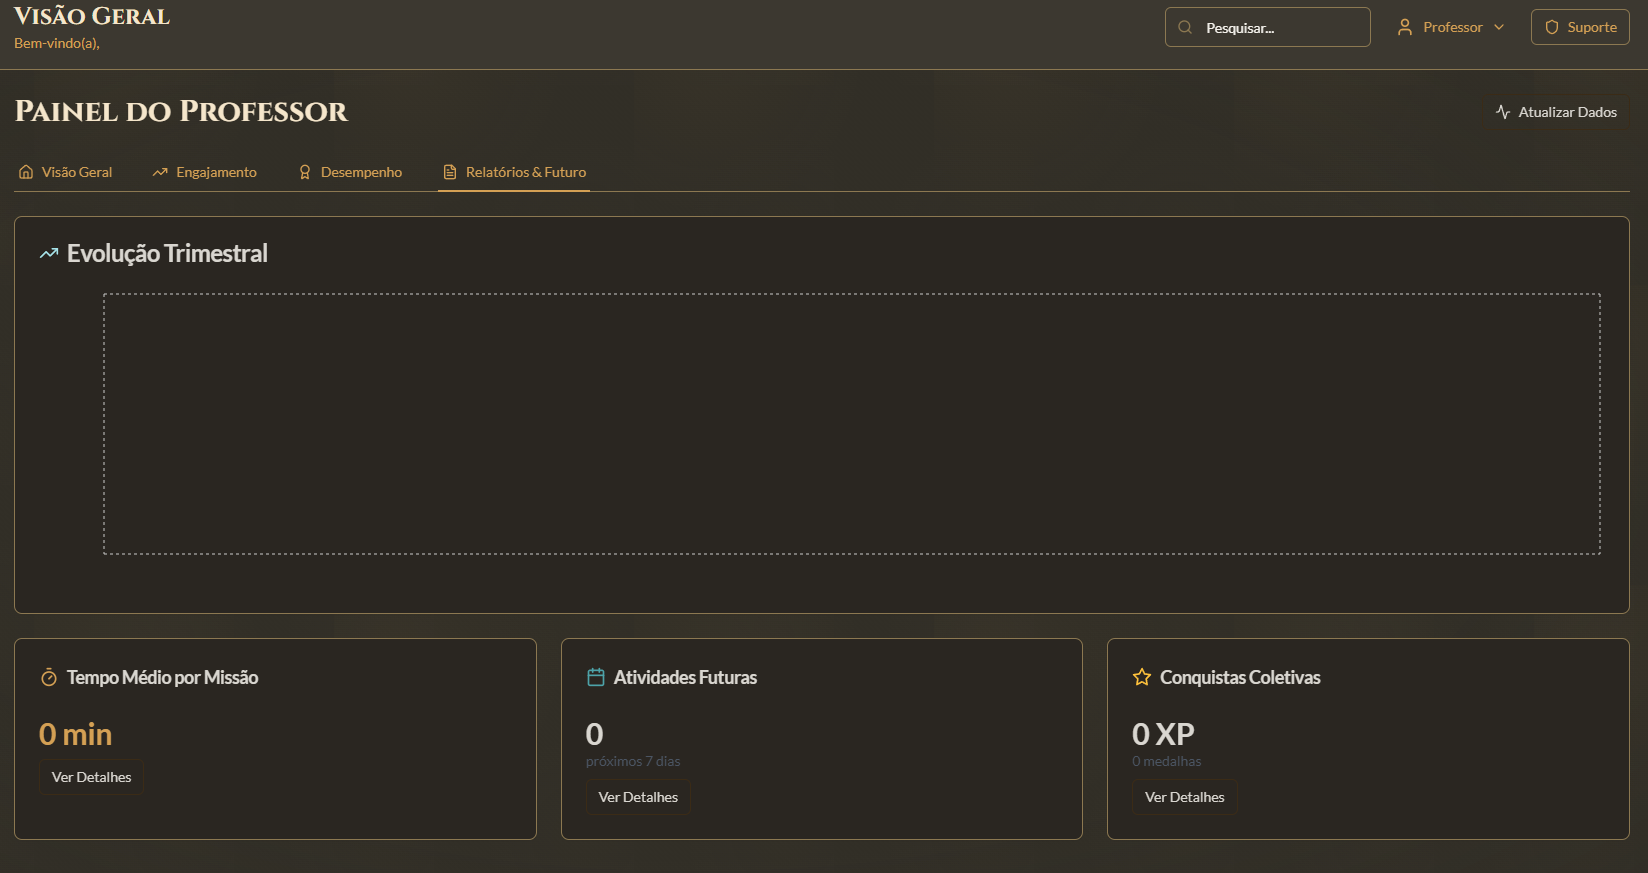 Visão Geral
Bem-vindo(a),
Pesquisar...
Professor
Suporte
Painel do Professor
Atualizar Dados
Visão Geral
Engajamento
Desempenho
Relatórios & Futuro
Evolução Trimestral
Tempo Médio por Missão
0 min
Ver Detalhes
Atividades Futuras
0
próximos 7 dias
Ver Detalhes
Conquistas Coletivas
0 XP
0 medalhas
Ver Detalhes